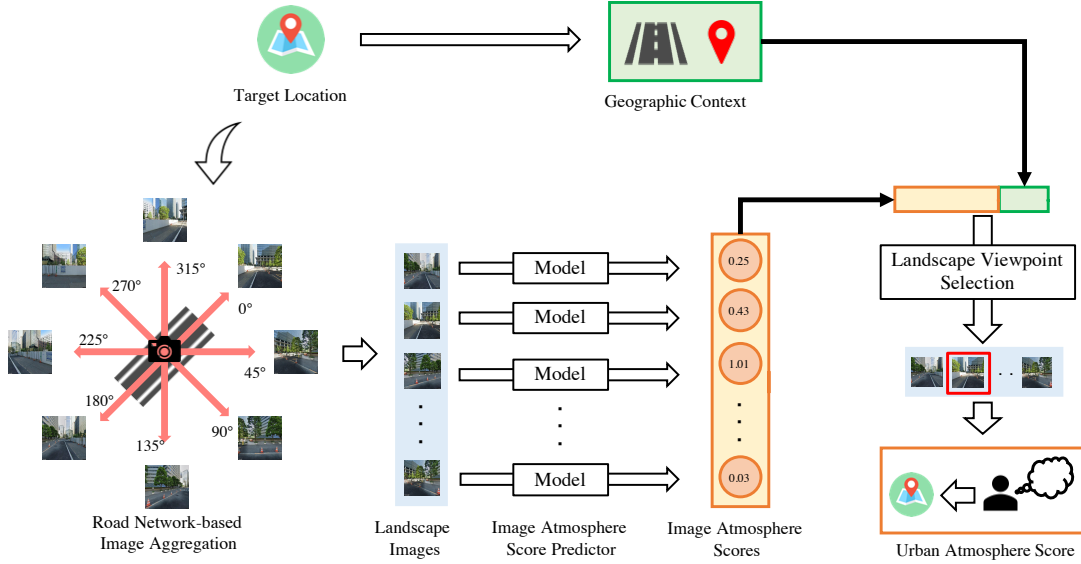 Target Location
Geographic Context
315°
270°
0°
225°
45°
180°
90°
135°
Road Network-based
Image Aggregation
Landscape
Images
Model
Model
Model
Model
Image Atmosphere
Score Predictor
0.25
0.43
1.01
0.03
Image Atmosphere
Scores
Landscape Viewpoint
Selection
Urban Atmosphere Score